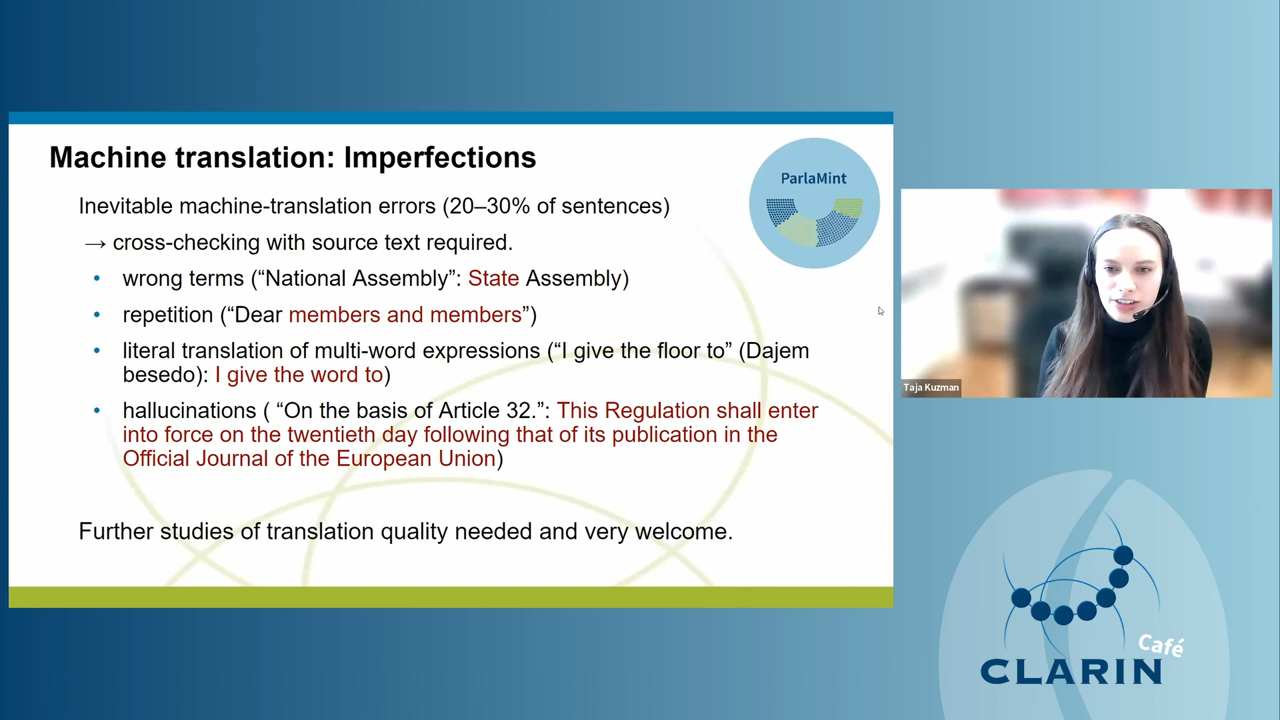 Machine translation: Imperfections
ParlaMint
Inevitable machine-translation errors (20–30% of sentences)
→ cross-checking with source text required.
• wrong terms (“National Assembly”: State Assembly)
• repetition (“Dear members and members”)
• literal translation of multi-word expressions (“I give the floor to” (Dajem
besedo): I give the word to)
• hallucinations ( “On the basis of Article 32.”: This Regulation shall enter
into force on the twentieth day following that of its publication in the
Official Journal of the European Union)
Further studies of translation quality needed and very welcome.
Taja Kuzman
Café
CLARIN